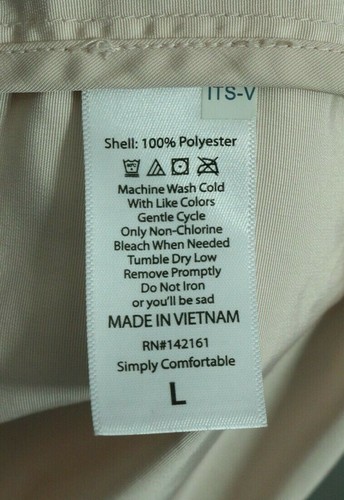 ITS-V
Shell: 100% Polyester
Machine Wash Cold
With Like Colors
Gentle Cycle
Only Non-Chlorine
Bleach When Needed
Tumble Dry Low
Remove Promptly
Do Not Iron
or you'll be sad
MADE IN VIETNAM
RN#142161
Simply Comfortable
L